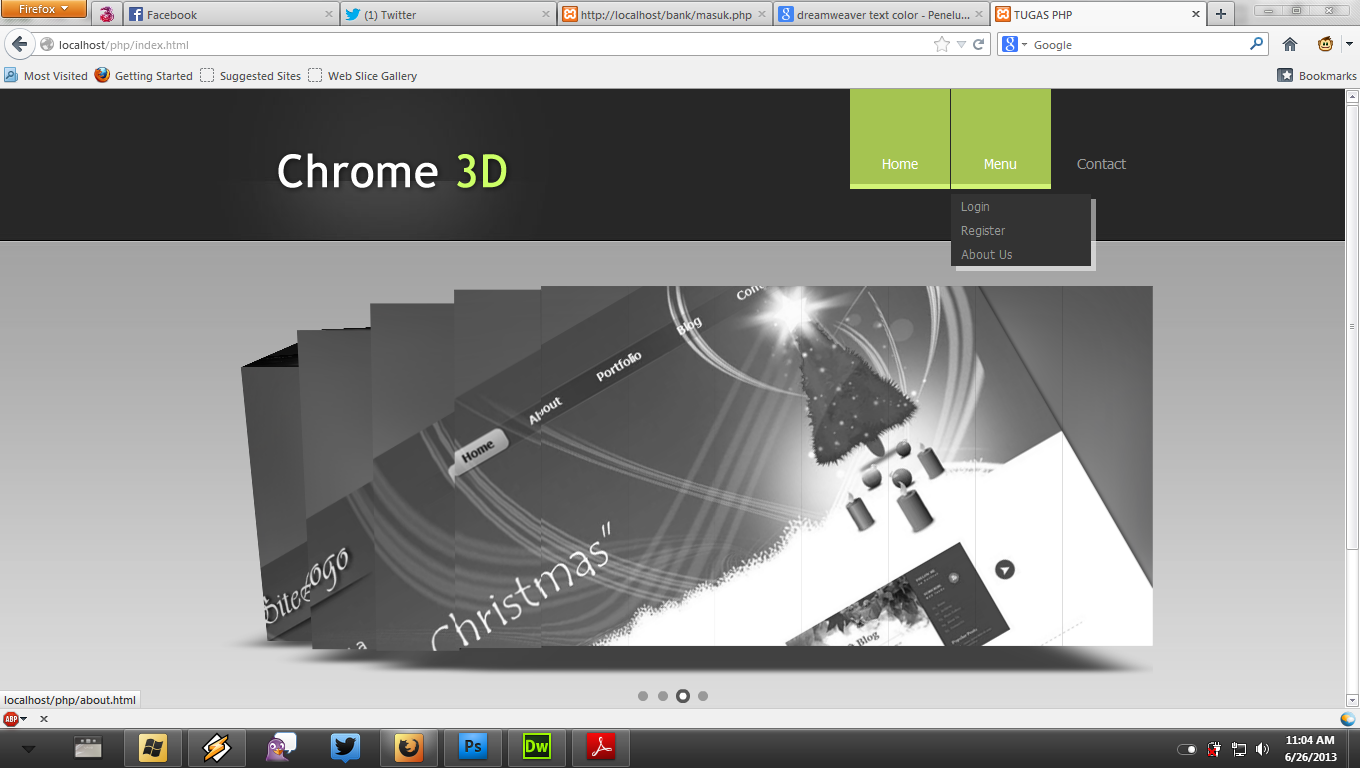 Firefox
Facebook
(1) Twitter
http://localhost/bank/masuk.php
dreamweaver text color - Penelu...
TUGAS PHP
localhost/php/index.html
Google
Most Visited
Getting Started
Suggested Sites
Web Slice Gallery
Bookmarks
Chrome 3D
Home
Menu
Contact
Login
Register
About Us
Blog
Portfolio
About
Home
Christmas"
Blog
localhost/php/about.html
ABP
Ps
Dw
11:04 AM
6/26/2013